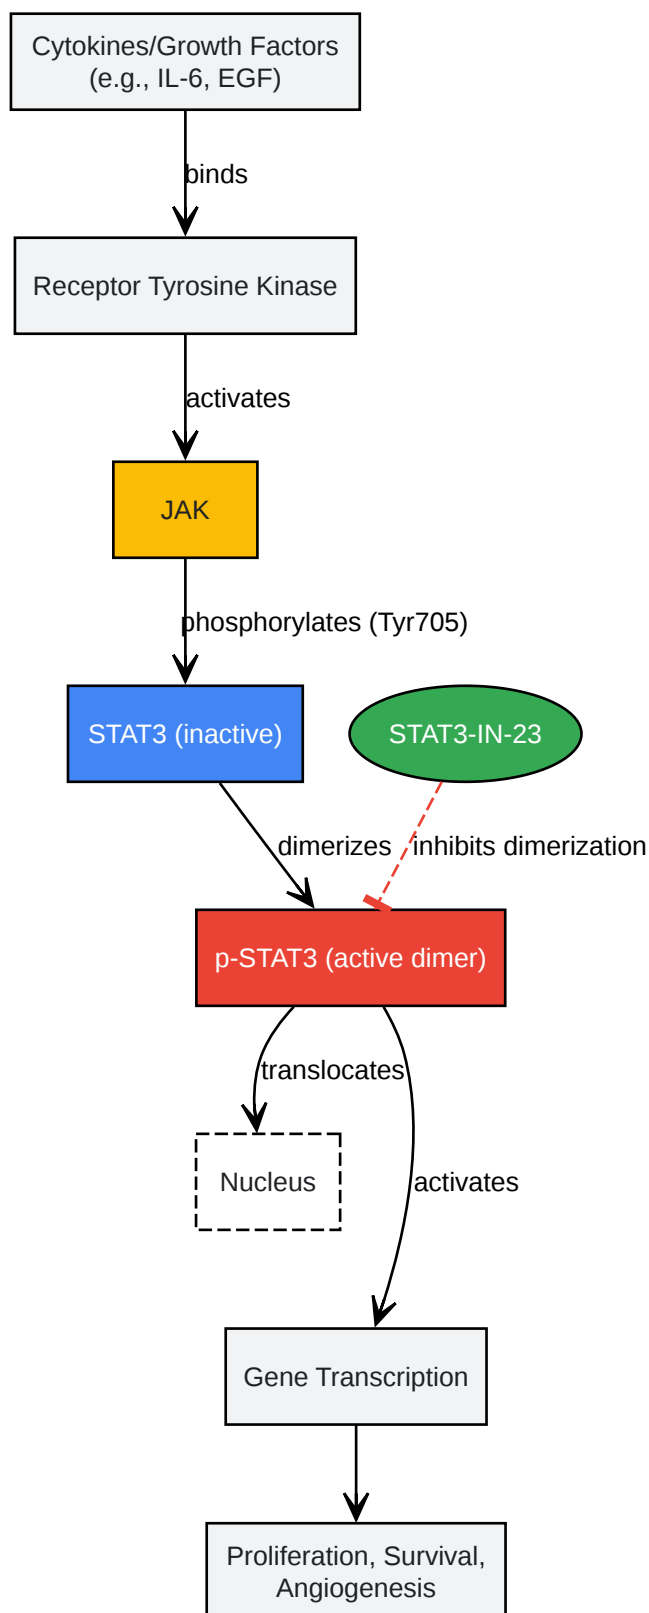 Cytokines/Growth Factors
(e.g., IL-6, EGF)
binds
Receptor Tyrosine Kinase
activates
JAK
phosphorylates (Tyr705)
STAT3 (inactive)
STAT3-IN-23
dimerizes
inhibits dimerization
p-STAT3 (active dimer)
translocates
Nucleus
activates
Gene Transcription
Proliferation, Survival,
Angiogenesis